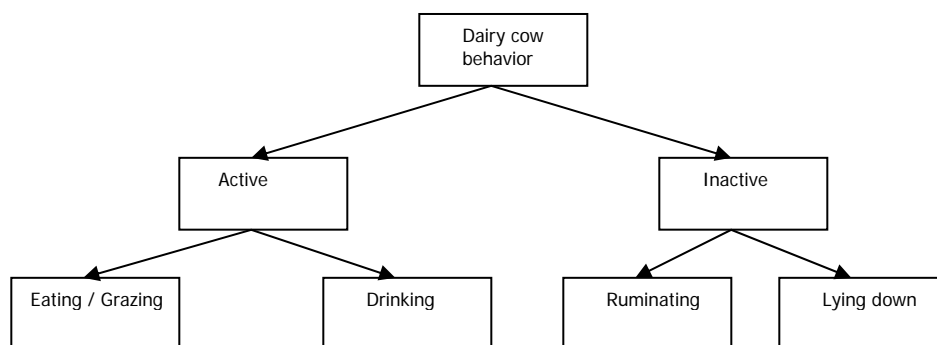 Dairy cow
behavior
Active
Inactive
Eating / Grazing
Drinking
Ruminating
Lying down